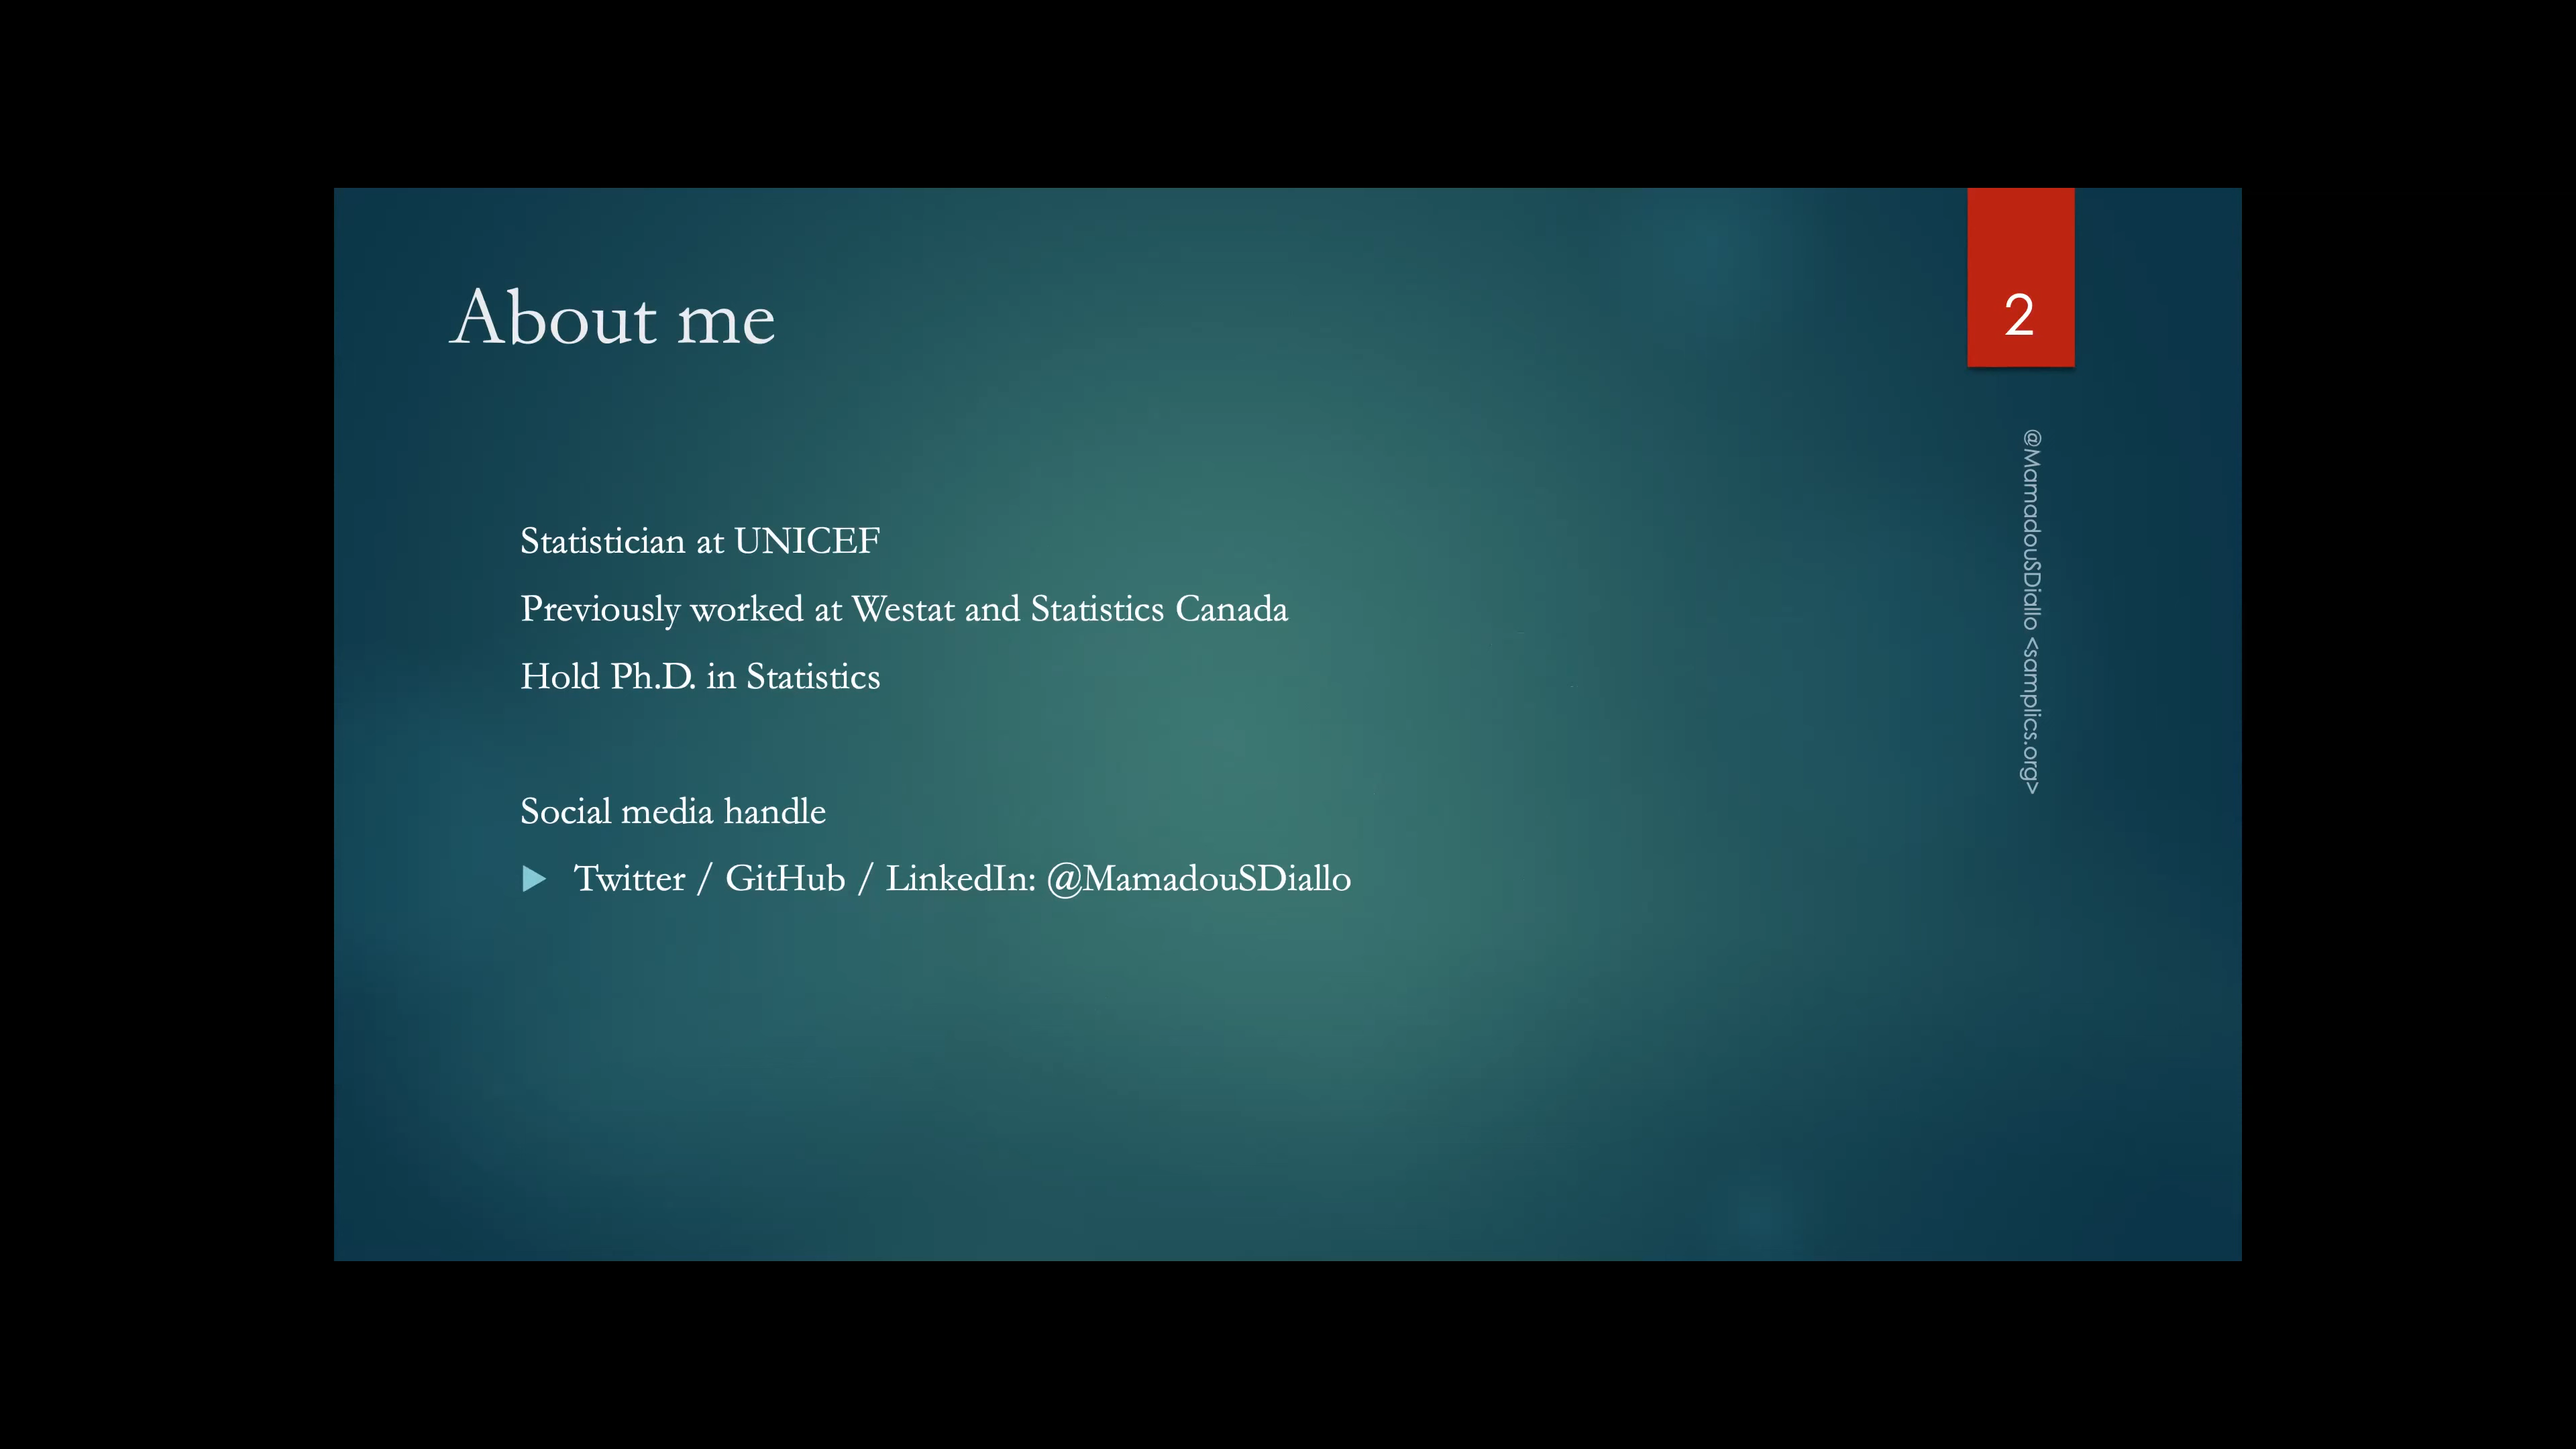 About me
2
Statistician at UNICEF
Previously worked at Westat and Statistics Canada
Hold Ph.D. in Statistics
Social media handle
Twitter / GitHub / LinkedIn: @MamadouSDiallo
@MamadouSDiallo <samplics.org>